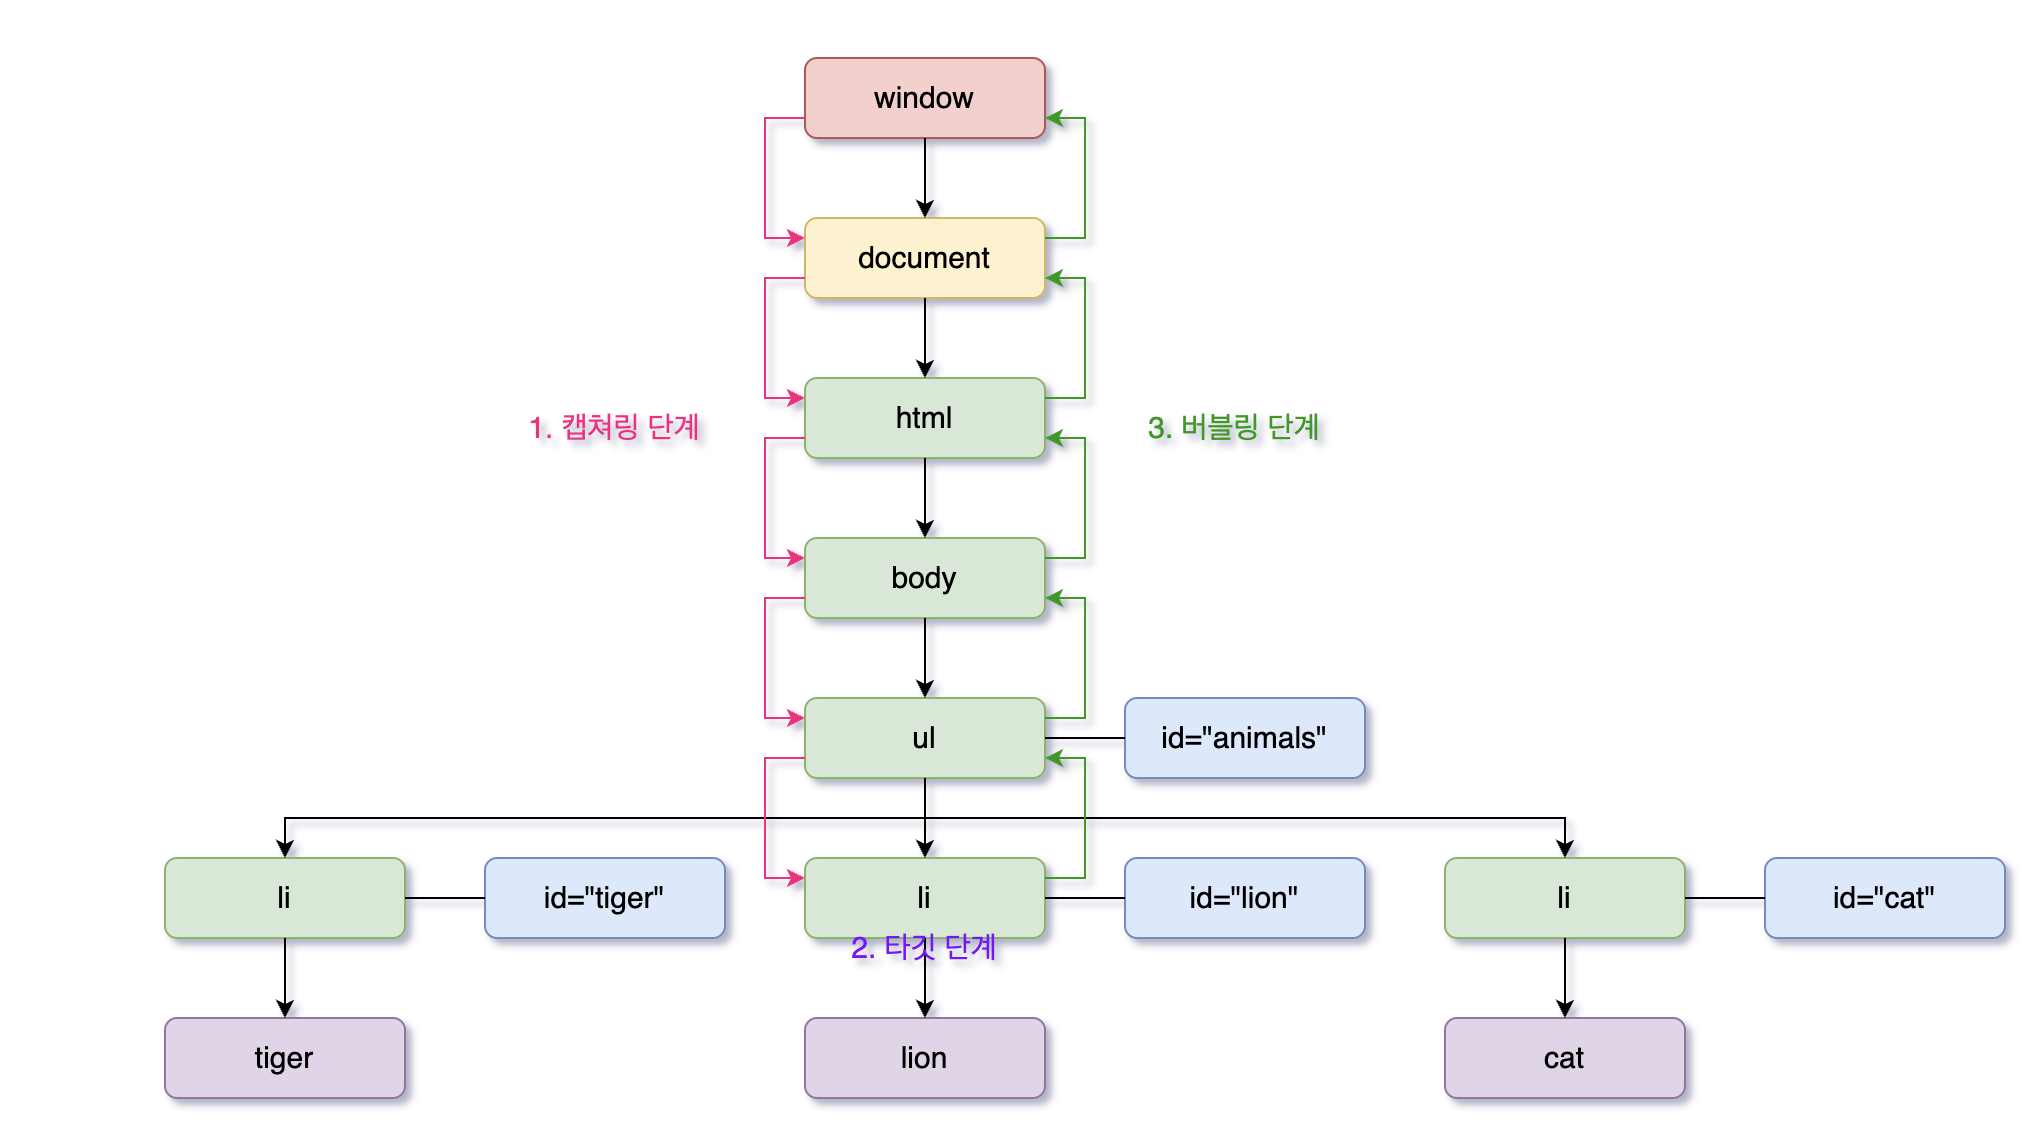 window
document
html
1. 캡쳐링 단계
3. 버블링 단계
body
ul
id="animals"
li
id="tiger"
li
id="lion"
li
id="cat"
2. 타깃 단계
tiger
lion
cat